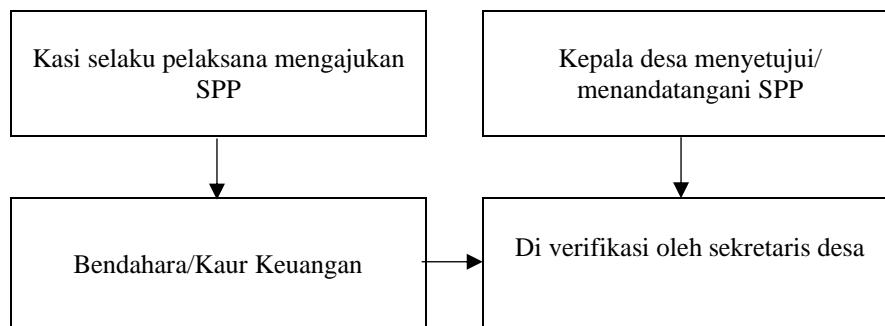 Kasi selaku pelaksana mengajukan
SPP
Kepala desa menyetujui/
menandatangani SPP
Bendahara/Kaur Keuangan
Di verifikasi oleh sekretaris desa